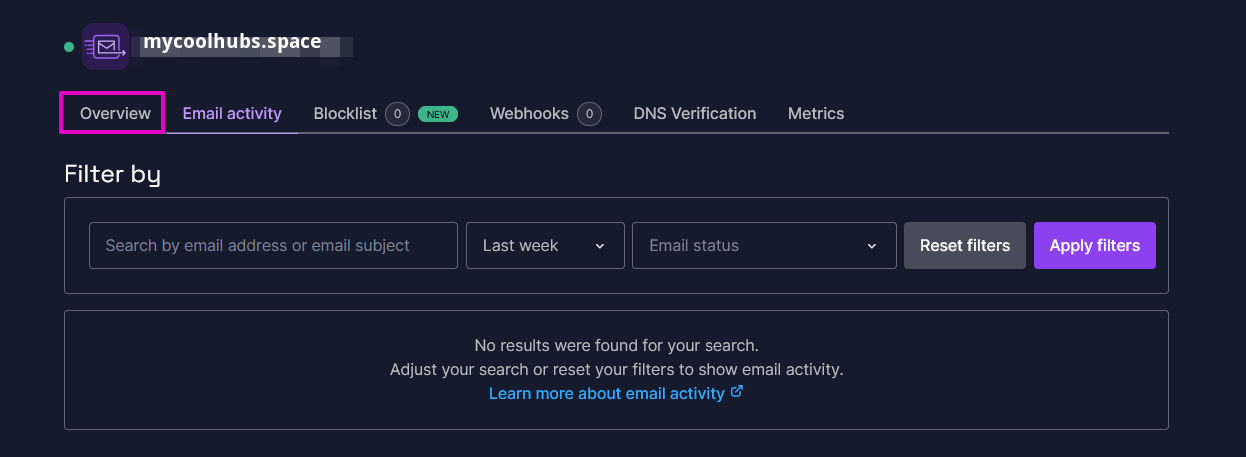 mycoolhubs.space
Overview Email activity Blocklist 0 NEW Webhooks 0 DNS Verification Metrics
Filter by
Search by email address or email subject Last week Email status Reset filters Apply filters
No results were found for your search.
Adjust your search or reset your filters to show email activity.
Learn more about email activity